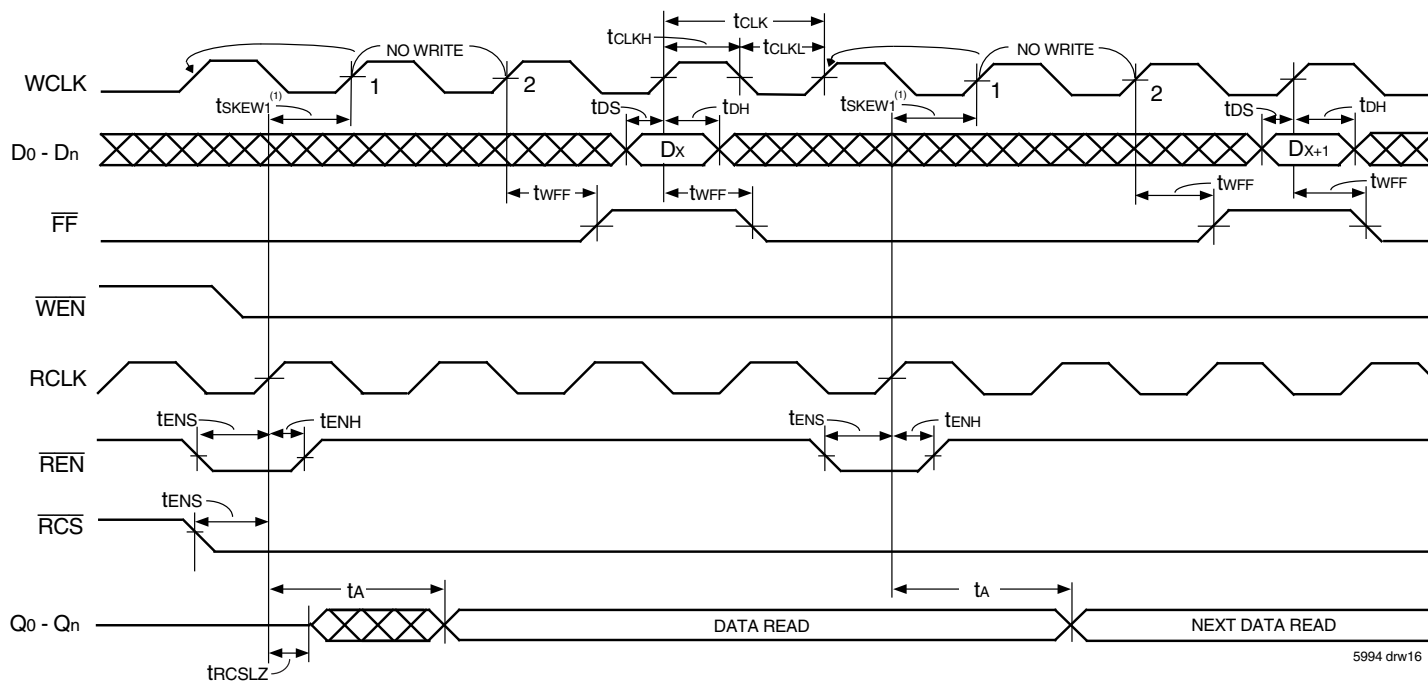 tCLK
tCLKH
tCLKL
NO WRITE
NO WRITE
WCLK
1
2
1
2
tSKEW1(1)
tDS
tDH
tSKEW1(1)
tDS
tDH
D0 - Dn
DX
DX+1
tWFF
tWFF
tWFF
tWFF
FF
WEN
RCLK
tENS
tENH
tENS
tENH
REN
tENS
RCS
tA
tA
Q0 - Qn
DATA READ
NEXT DATA READ
tRCSLZ
5994 drw16